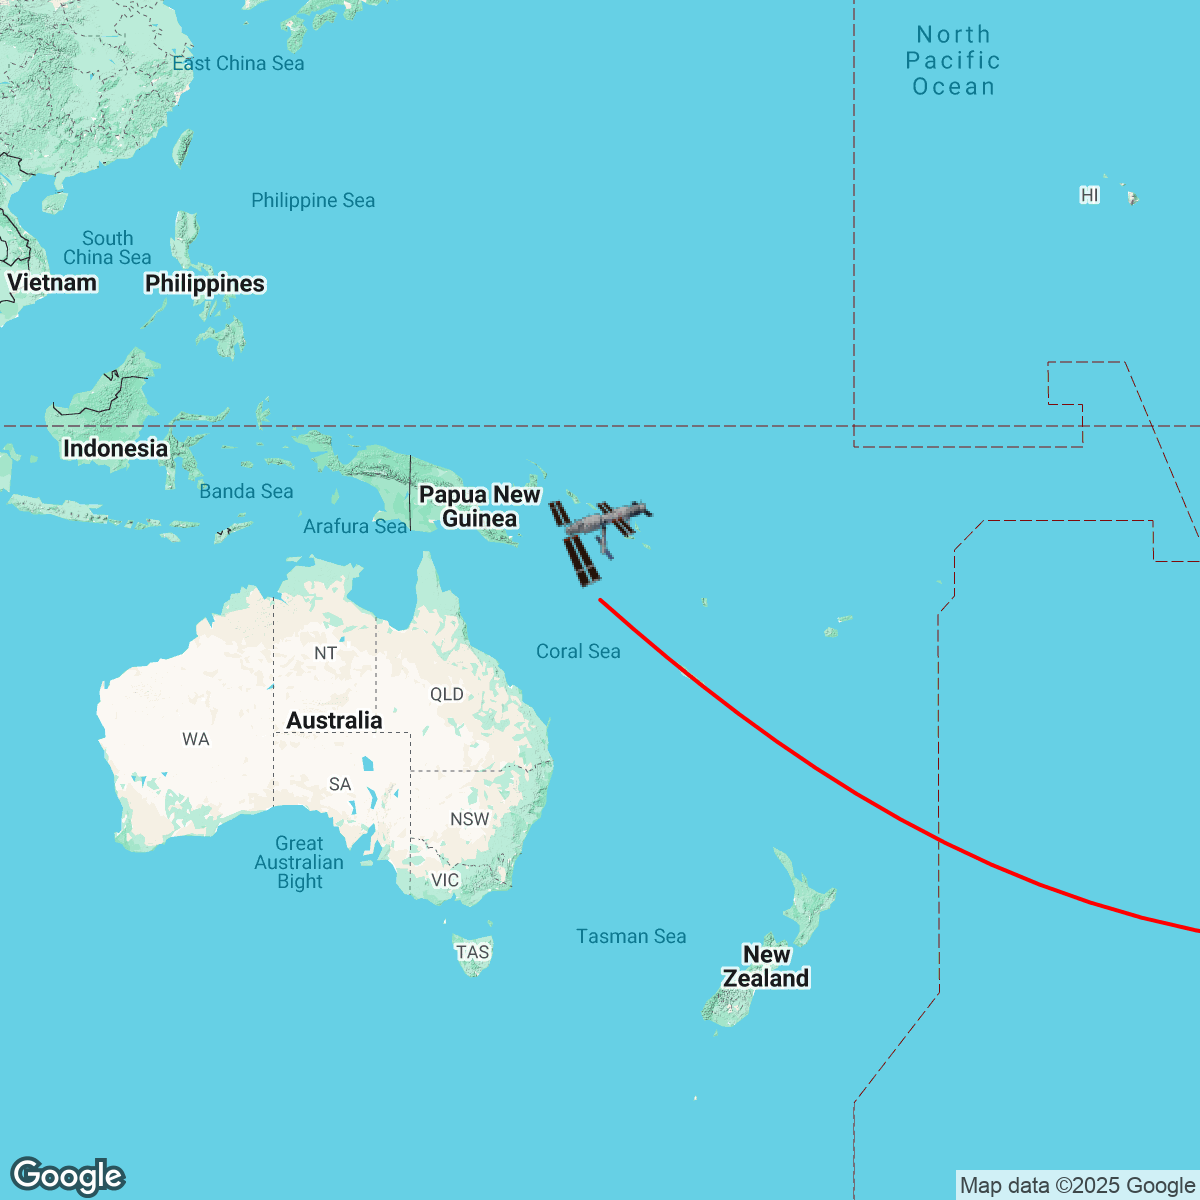 North
Pacific
Ocean
East China Sea
HI
Philippine Sea
South
China Sea
Vietnam
Philippines
Indonesia
Banda Sea
Papua New
Guinea
Arafura Sea
Coral Sea
NT
QLD
Australia
WA
SA
NSW
Great
Australian
Bight
VIC
Tasman Sea
TAS
New
Zealand
Google
Map data ©2025 Google